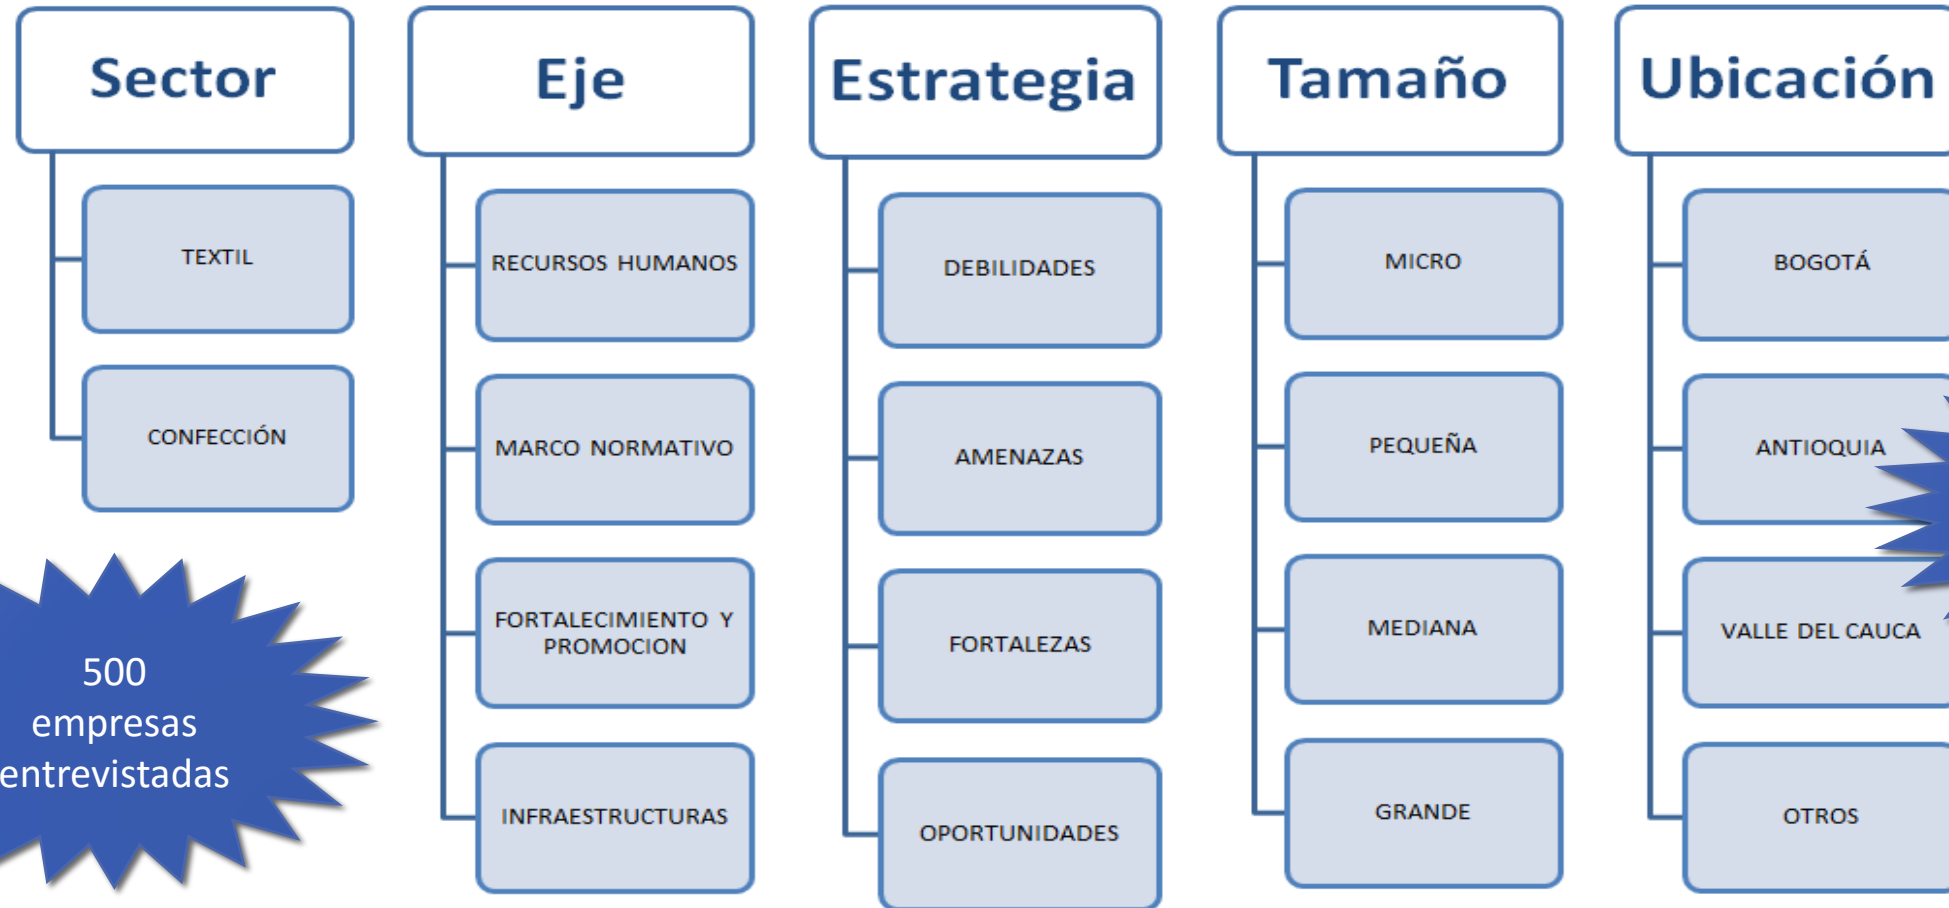 Sector
TEXTIL
CONFECCIÓN
500
empresas
entrevistadas
Eje
RECURSOS HUMANOS
MARCO NORMATIVO
FORTALECIMIENTO Y
PROMOCION
INFRAESTRUCTURAS
Estrategia
DEBILIDADES
AMENAZAS
FORTALEZAS
OPORTUNIDADES
Tamaño
MICRO
PEQUEÑA
MEDIANA
GRANDE
Ubicación
BOGOTÁ
ANTIOQUIA
VALLE DEL CAUCA
OTROS